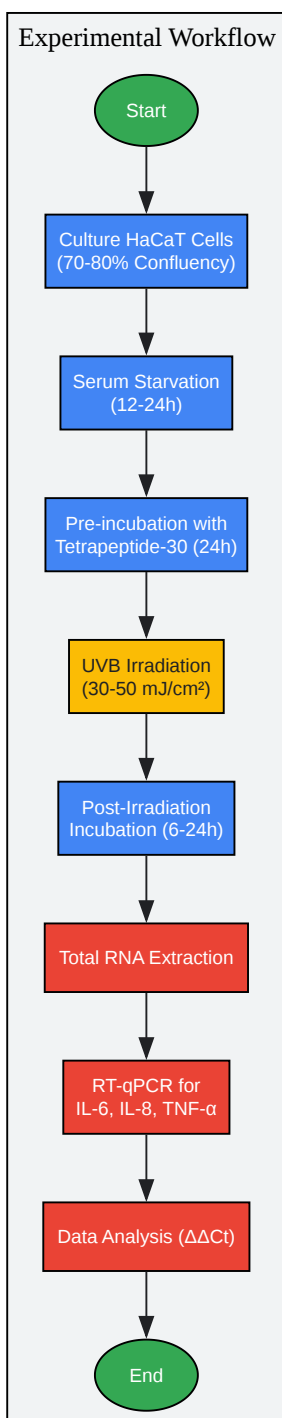 Experimental Workflow
Start
Culture HaCaT Cells
(70-80% Confluency)
Serum Starvation
(12-24h)
Pre-incubation with
Tetrapeptide-30 (24h)
UVB Irradiation
(30-50 mJ/cm²)
Post-Irradiation
Incubation (6-24h)
Total RNA Extraction
RT-qPCR for
IL-6, IL-8, TNF-α
Data Analysis (ΔΔCt)
End